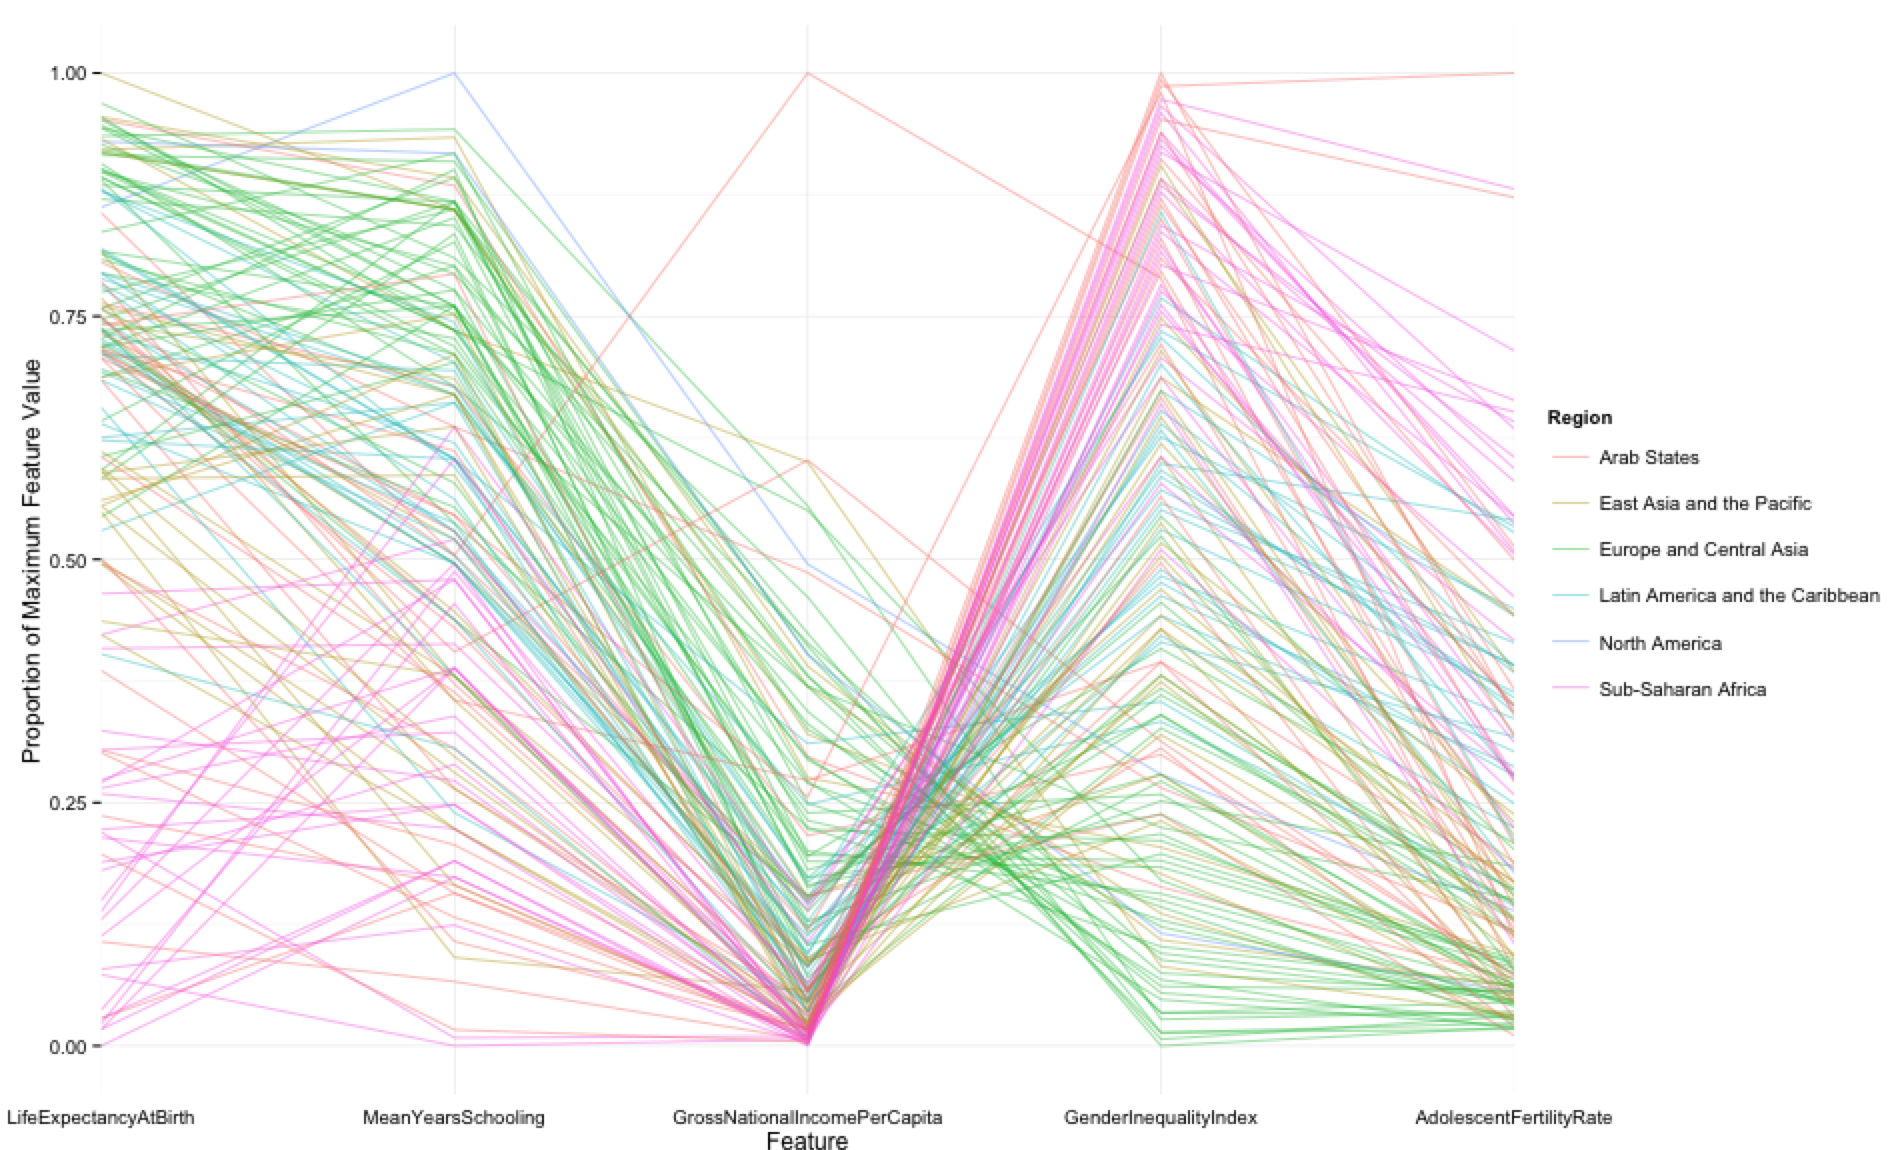 1.00
0.75
0.50
0.25
0.00
Proportion of Maximum Feature Value
LifeExpectancyAtBirth
MeanYearsSchooling
GrossNationalIncomePerCapita
GenderInequalityIndex
AdolescentFertilityRate
Feature
Region
Arab States
East Asia and the Pacific
Europe and Central Asia
Latin America and the Caribbean
North America
Sub-Saharan Africa